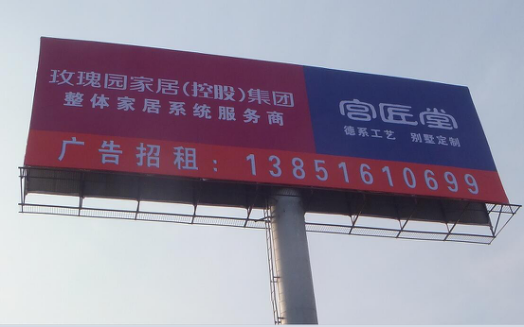 玫瑰园家居(控股)集团
整体家居系统服务商
宫匠堂
德系工艺 别墅定制
广告招租：13851610699